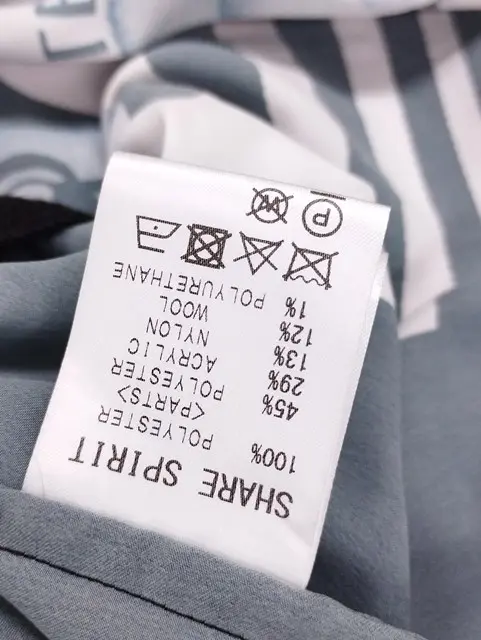 SHARE SPIRIT
100% POLYESTER
<PARTS>
45% POLYESTER
29% ACRYLIC
13% NYLON
12% WOOL
1% POLYURETHANE
P W